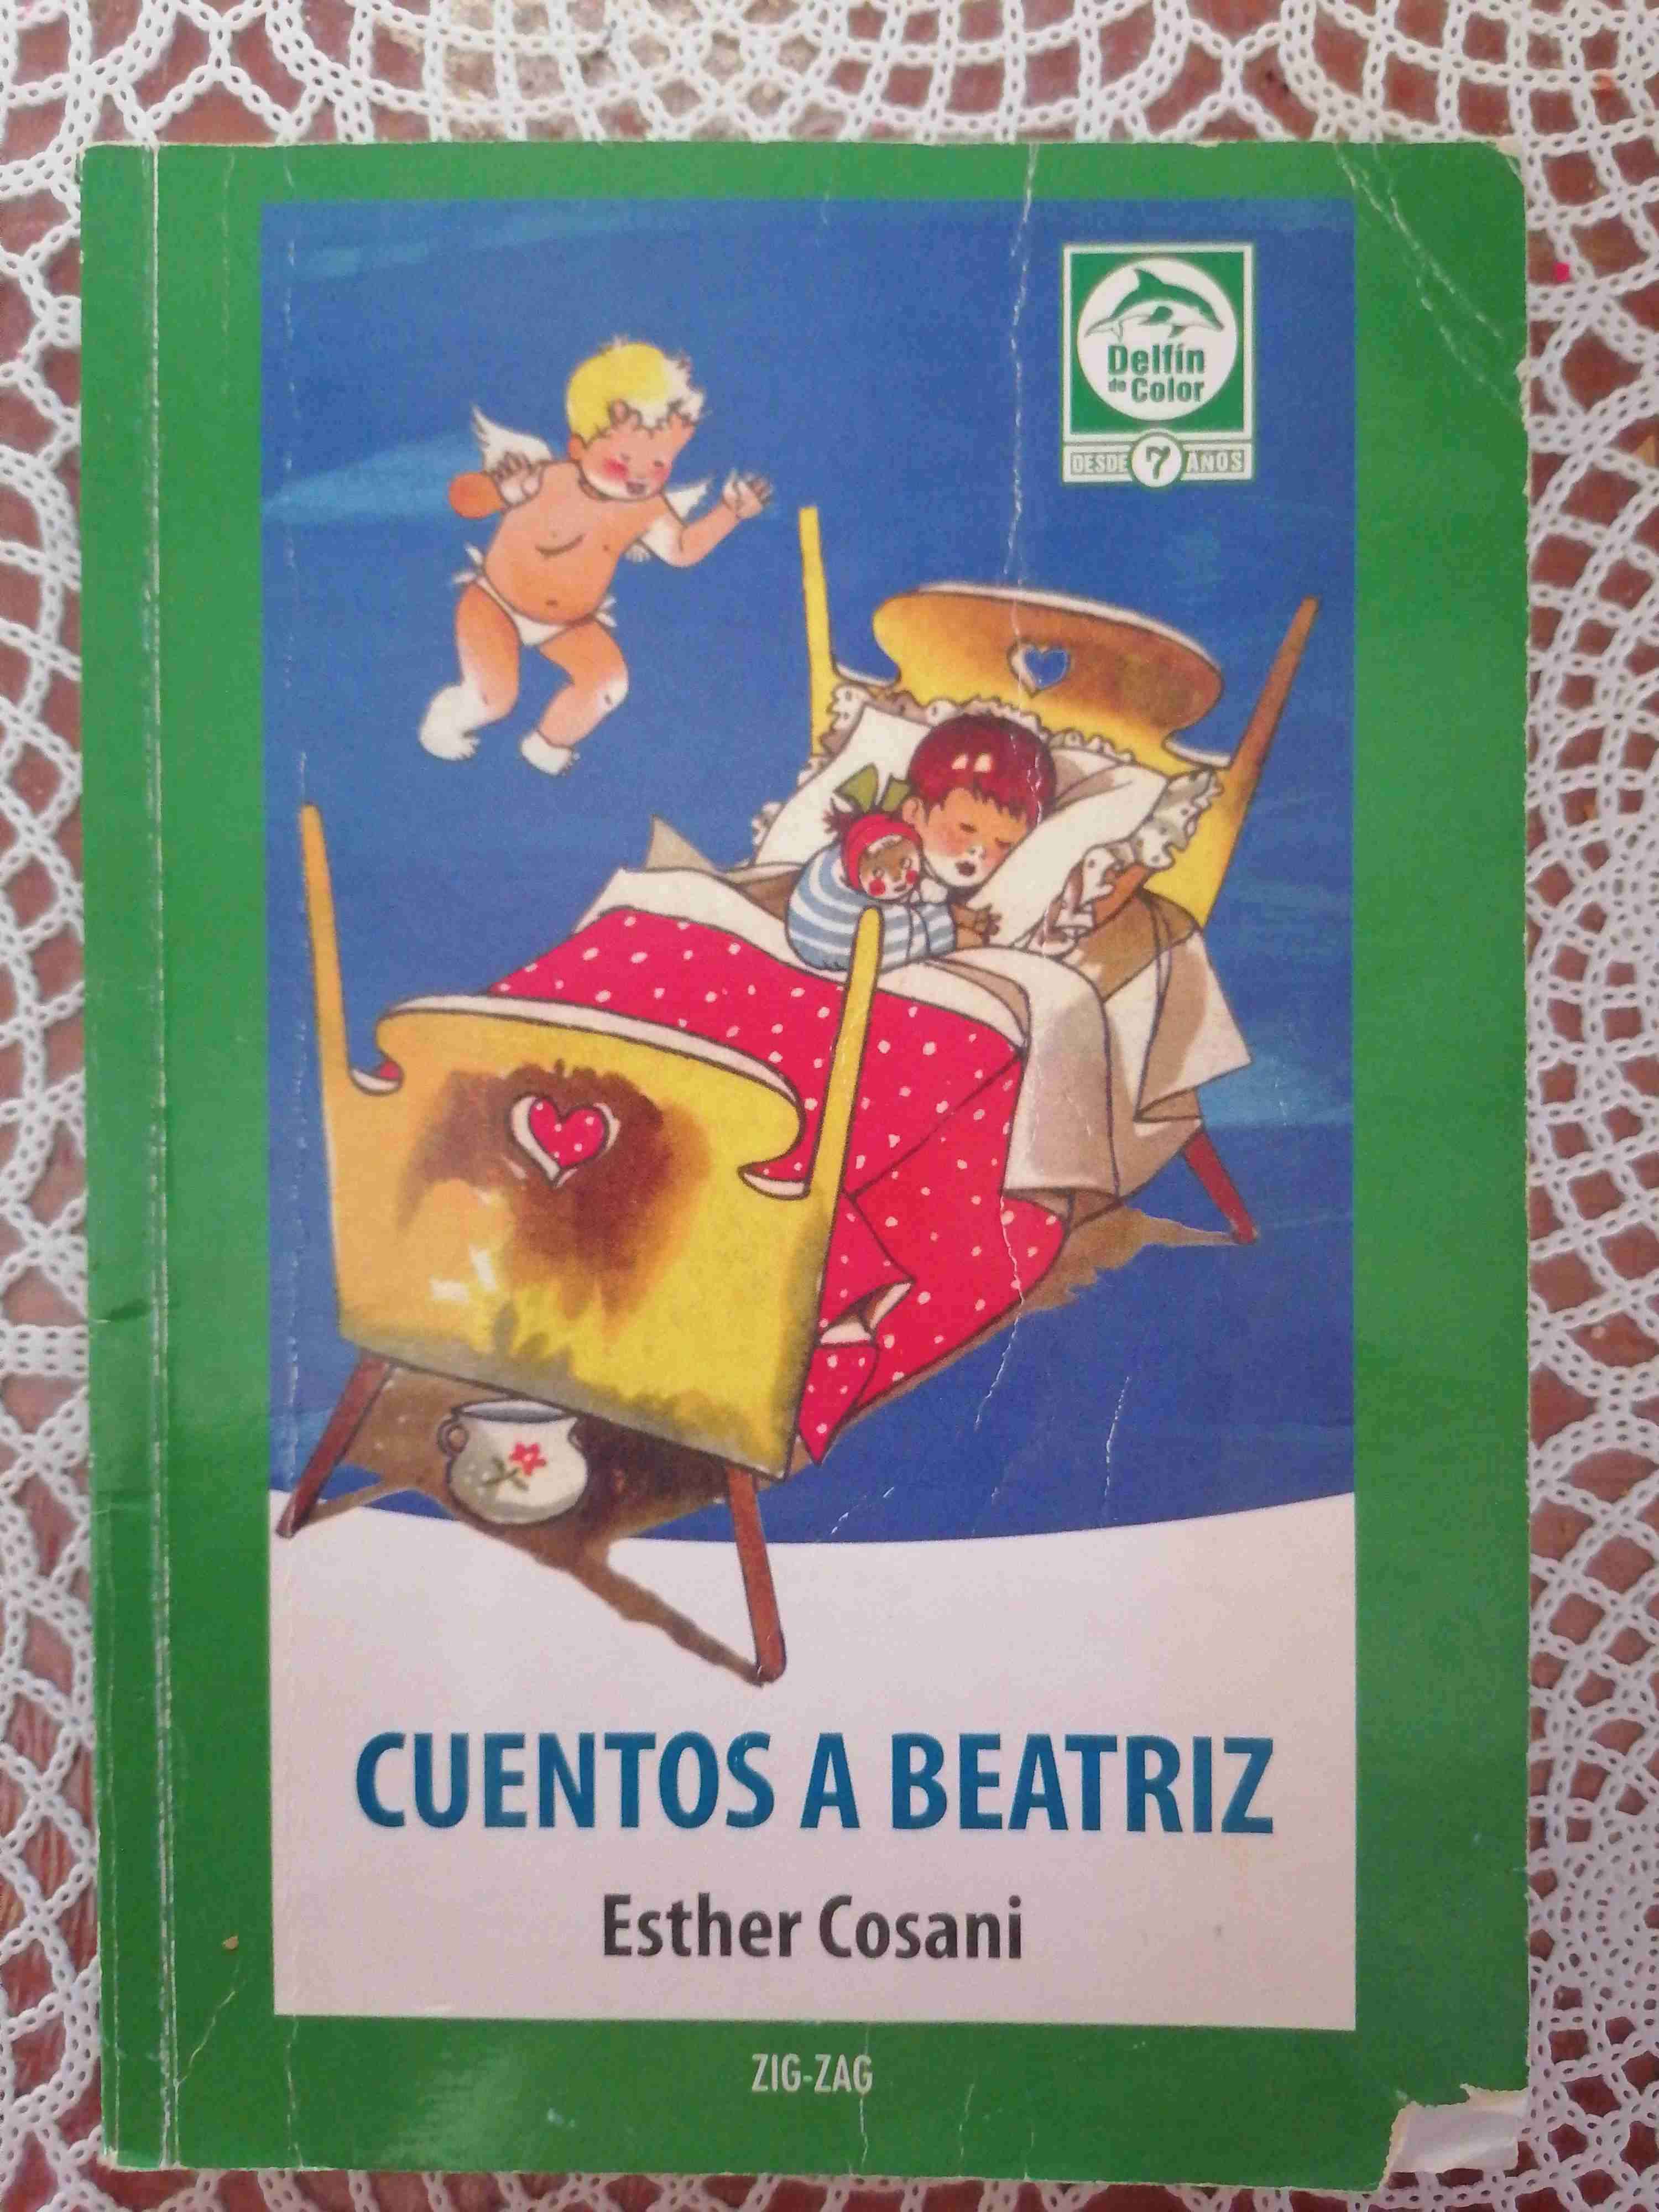 Delfín
de Color
DESDE 7 AÑOS
CUENTOS A BEATRIZ
Esther Cosani
ZIG-ZAG